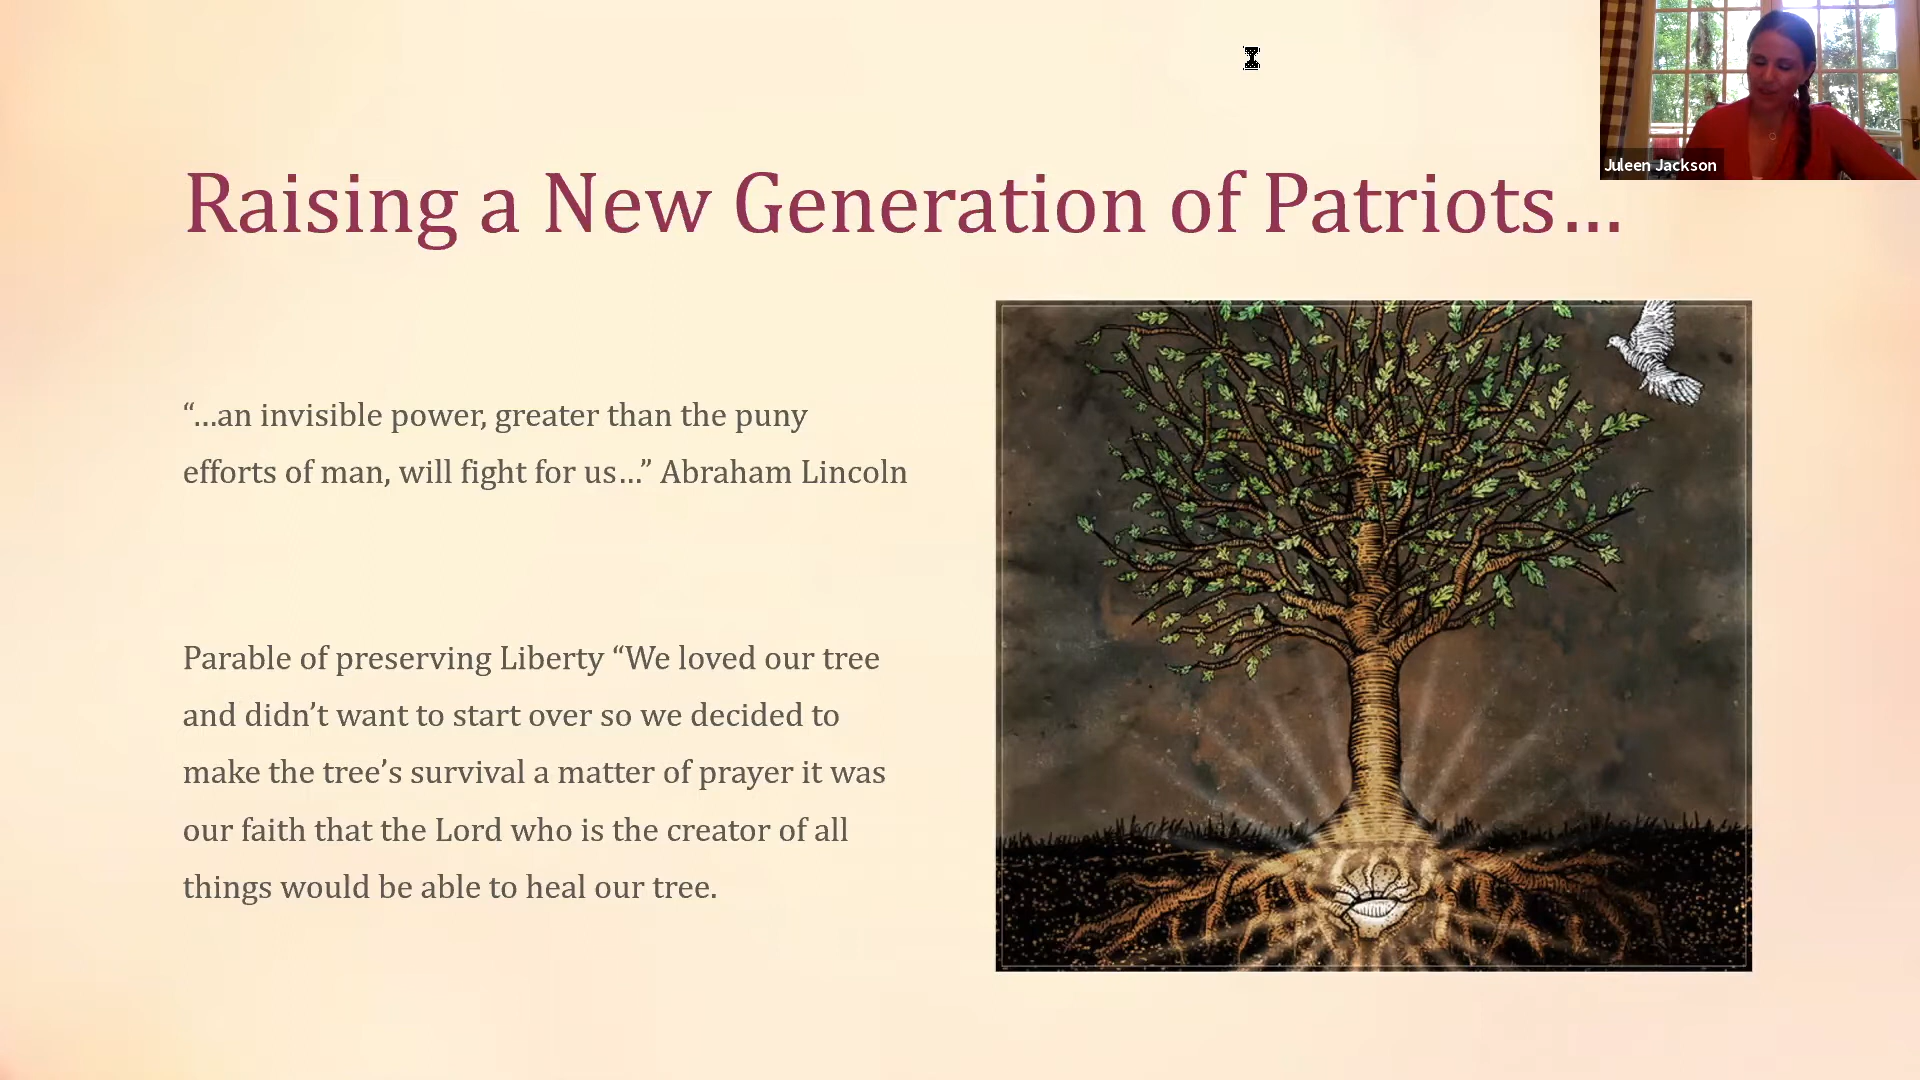 Juleen Jackson
Raising a New Generation of Patriots…
“…an invisible power, greater than the puny
efforts of man, will fight for us…” Abraham Lincoln
Parable of preserving Liberty “We loved our tree
and didn’t want to start over so we decided to
make the tree’s survival a matter of prayer it was
our faith that the Lord who is the creator of all
things would be able to heal our tree.